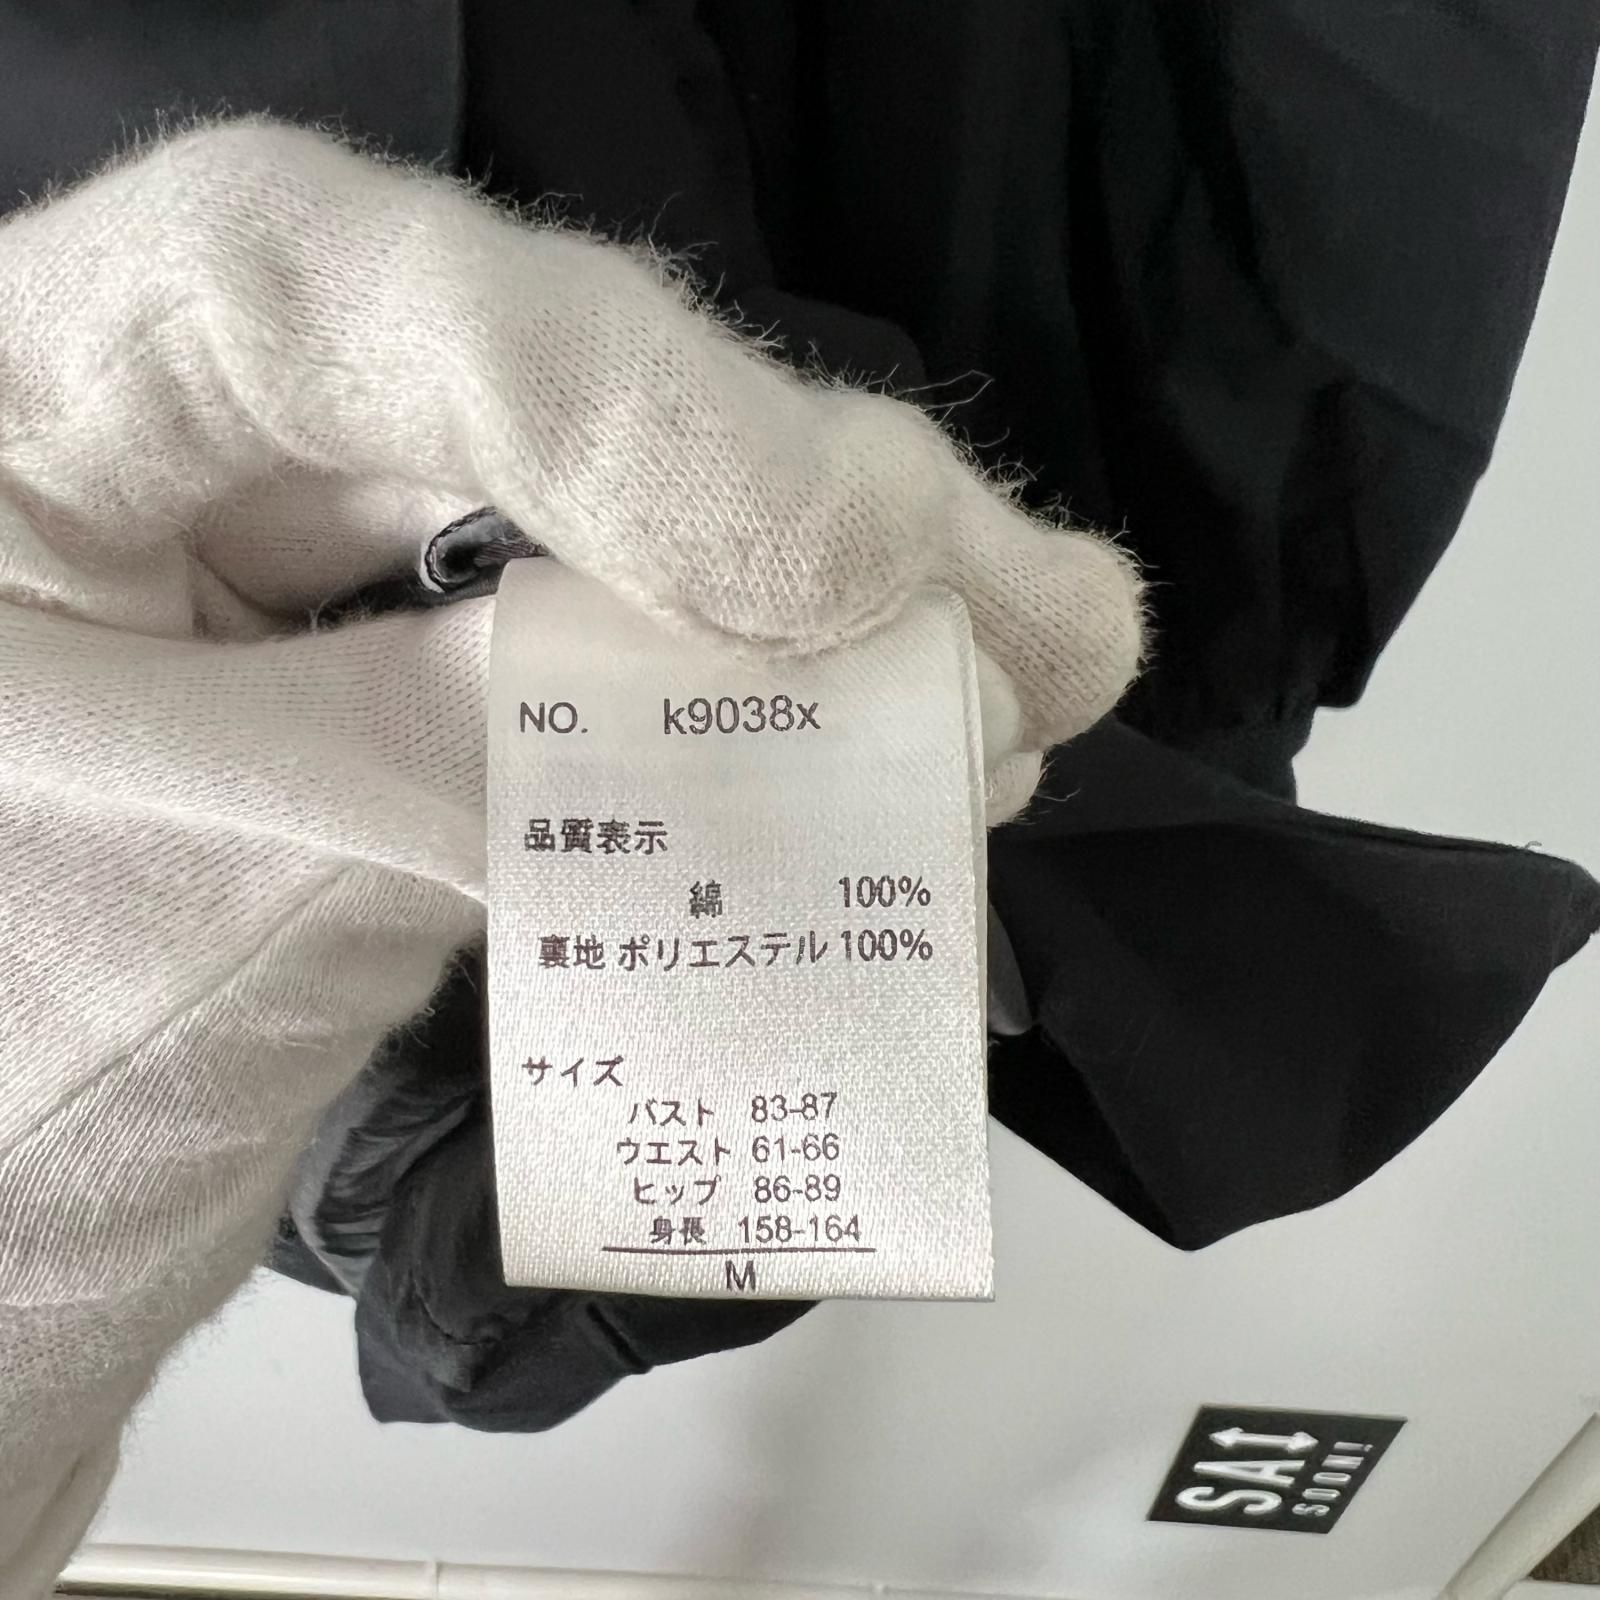 NO. k9038x
品質表示
綿 100%
裏地 ポリエステル 100%
サイズ
バスト 83-87
ウエスト 61-66
ヒップ 86-89
身長 158-164
M
SAI
SOON!